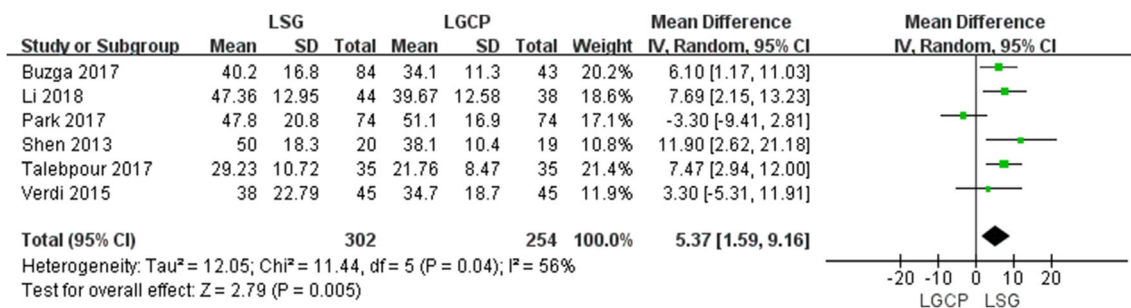 LSG LGCP Mean Difference Mean Difference
Study or Subgroup Mean SD Total Mean SD Total Weight IV, Random, 95% CI IV, Random, 95% CI
Buzga 2017 40.2 16.8 84 34.1 11.3 43 20.2% 6.10 [1.17, 11.03]
Li 2018 47.36 12.95 44 39.67 12.58 38 18.6% 7.69 [2.15, 13.23]
Park 2017 47.8 20.8 74 51.1 16.9 74 17.1% -3.30 [-9.41, 2.81]
Shen 2013 50 18.3 20 38.1 10.4 19 10.8% 11.90 [2.62, 21.18]
Talebpour 2017 29.23 10.72 35 21.76 8.47 35 21.4% 7.47 [2.94, 12.00]
Verdi 2015 38 22.79 45 34.7 18.7 45 11.9% 3.30 [-5.31, 11.91]
Total (95% CI) 302 254 100.0% 5.37 [1.59, 9.16]
Heterogeneity: Tau² = 12.05; Chi² = 11.44, df = 5 (P = 0.04); I² = 56%
Test for overall effect: Z = 2.79 (P = 0.005)
-20 -10 0 10 20
LGCP LSG